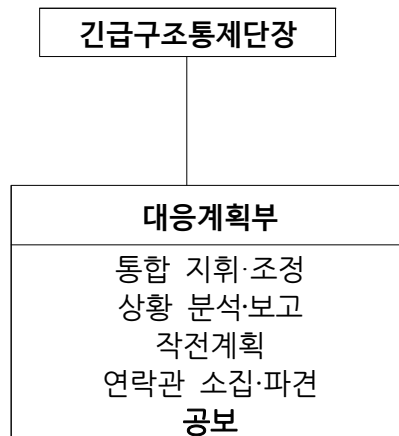 긴급구조통제단장
대응계획부
통합 지휘·조정
상황 분석·보고
작전계획
연락관 소집·파견
공보